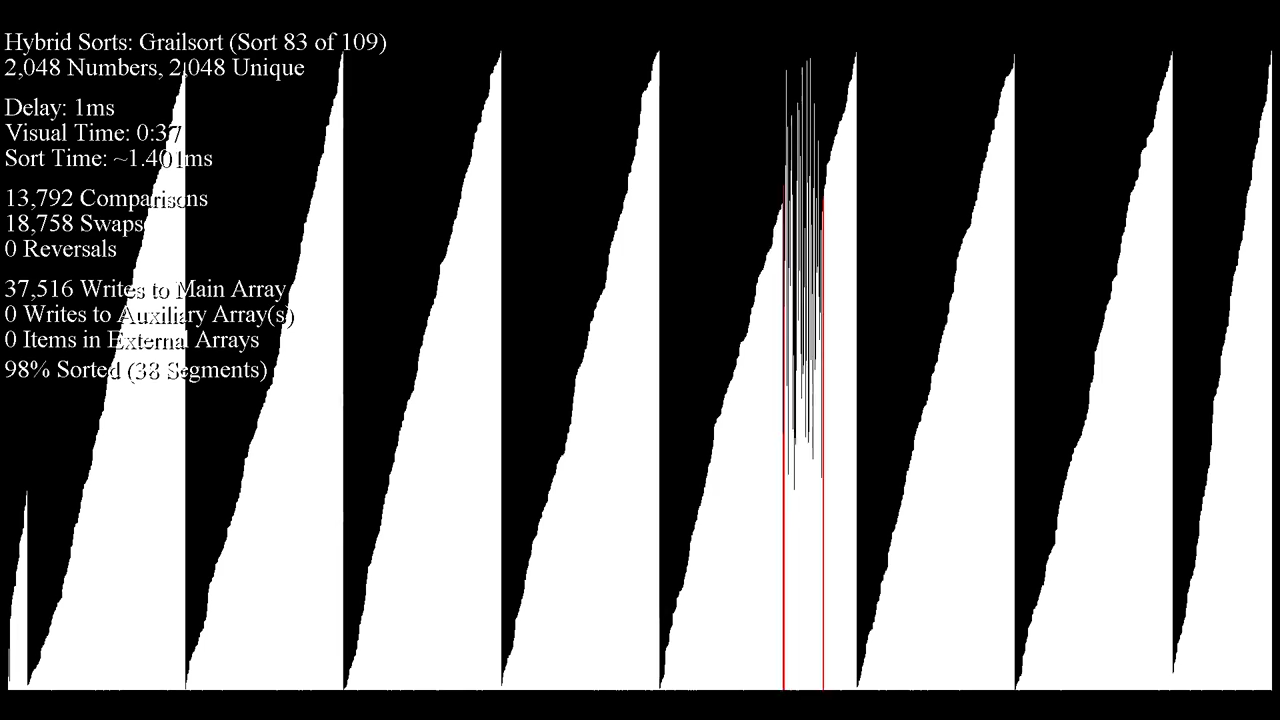 Hybrid Sorts: Grailsort (Sort 83 of 109)
2,048 Numbers, 2,048 Unique
Delay: 1ms
Visual Time: 0:37
Sort Time: ~1.401ms
13,792 Comparisons
18,758 Swaps
0 Reversals
37,516 Writes to Main Array
0 Writes to Auxiliary Array(s)
0 Items in External Arrays
98% Sorted (38 Segments)